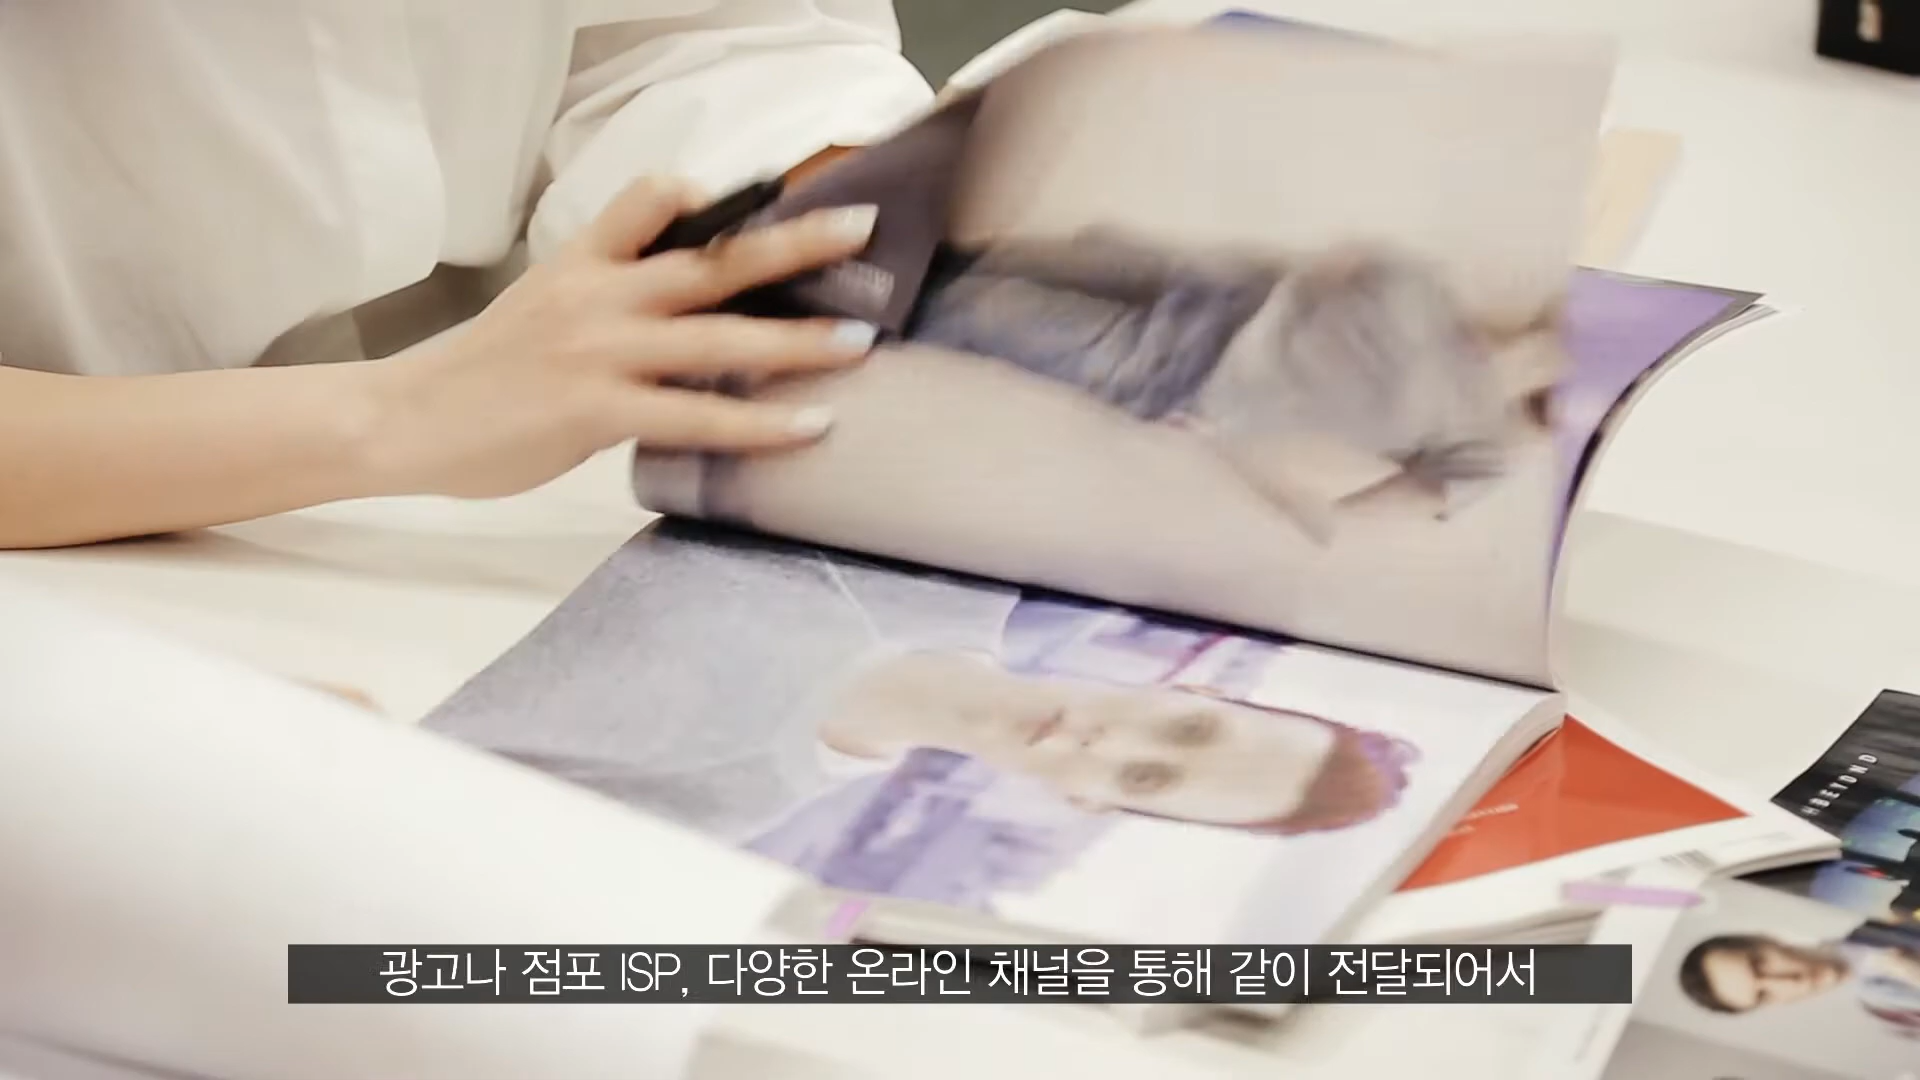 HBEYOND
광고나 점포 ISP, 다양한 온라인 채널을 통해 같이 전달되어서